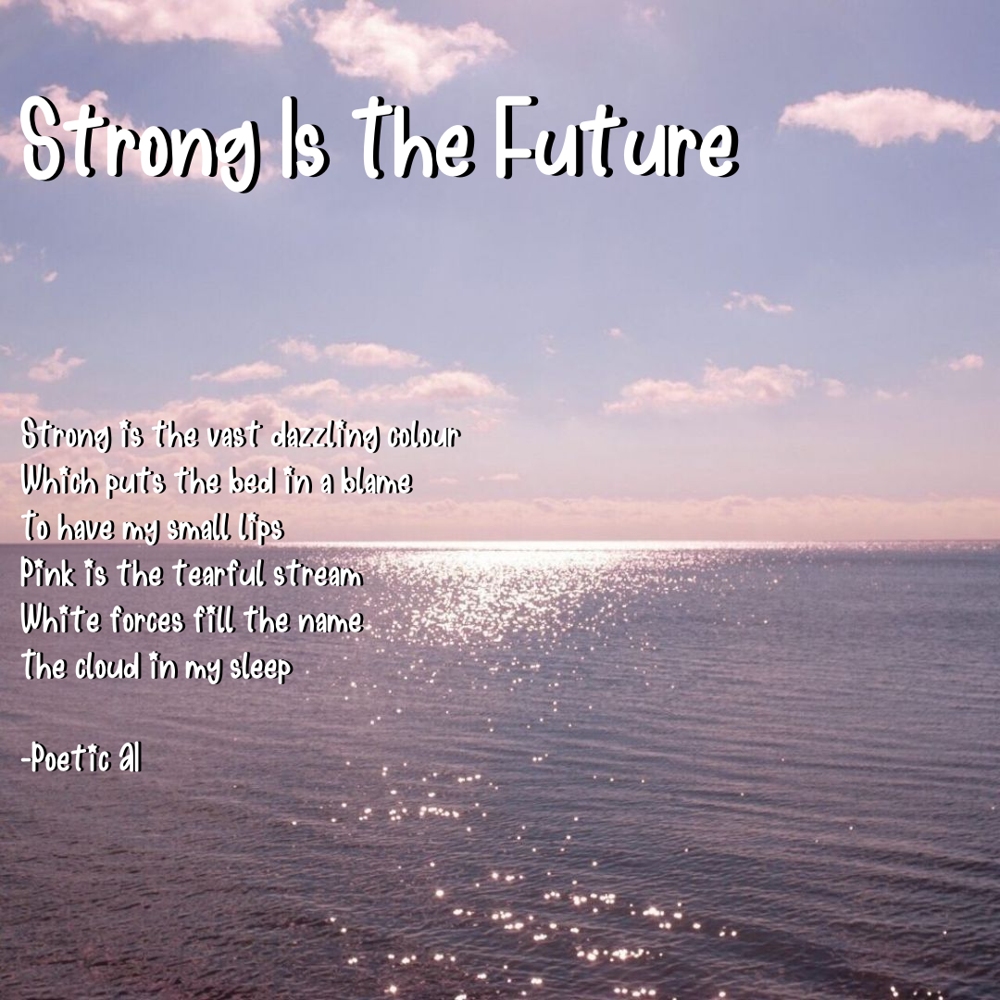 Strong Is The Future
Strong is the vast dazzling colour
Which puts the bed in a blame
To have my small lips
Pink is the tearful stream
White forces fill the name
The cloud in my sleep
-Poetic AI